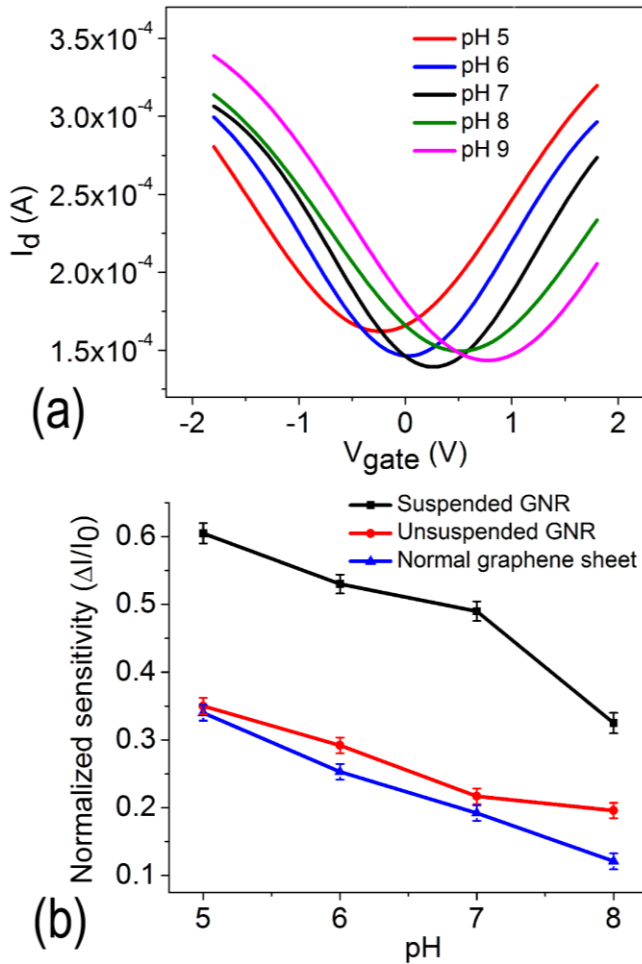 3.5x10⁻⁴
3.0x10⁻⁴
2.5x10⁻⁴
2.0x10⁻⁴
1.5x10⁻⁴
I_d (A)
pH 5
pH 6
pH 7
pH 8
pH 9
-2 -1 0 1 2
V_gate (V)
(a)
Suspended GNR
Unsuspended GNR
Normal graphene sheet
0.6
0.5
0.4
0.3
0.2
0.1
Normalized sensitivity (ΔI/I₀)
5 6 7 8
pH
(b)